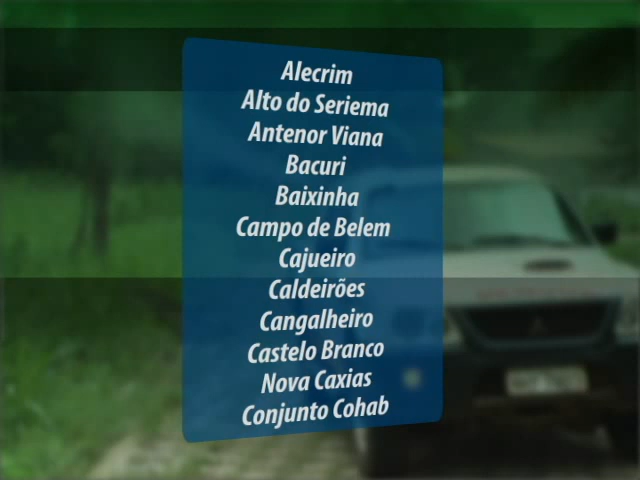 Alecrim
Alto do Seriema
Antenor Viana
Bacuri
Baixinha
Campo de Belem
Cajueiro
Caldeirões
Cangalheiro
Castelo Branco
Nova Caxias
Conjunto Cohab